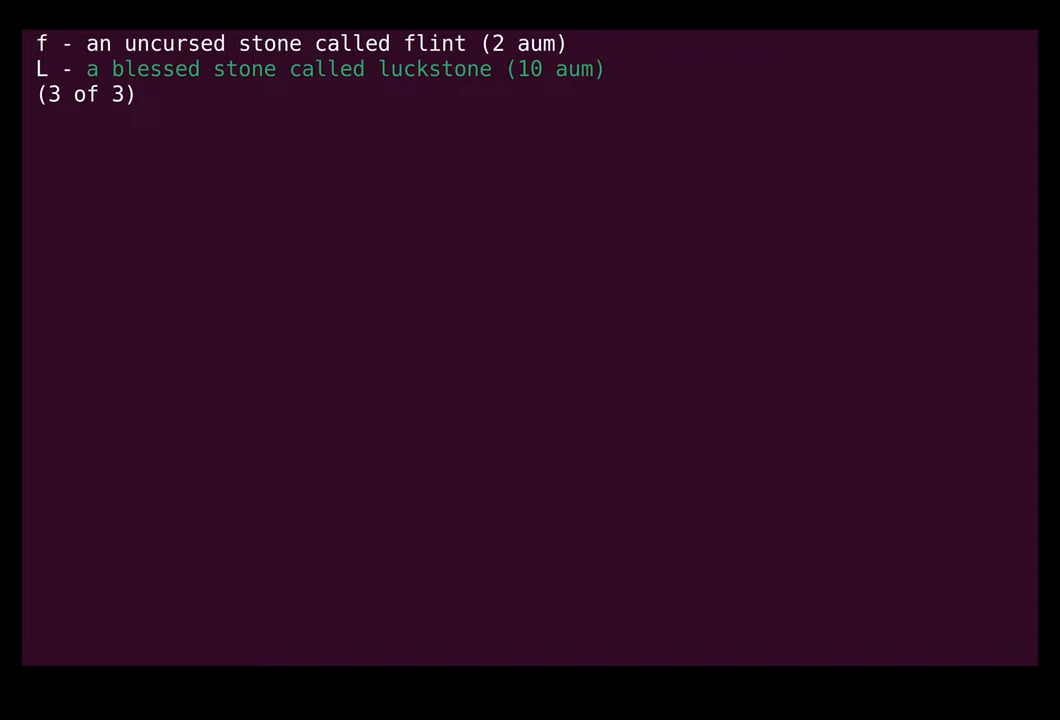 f - an uncursed stone called flint (2 aum)
L - a blessed stone called luckstone (10 aum)
(3 of 3)